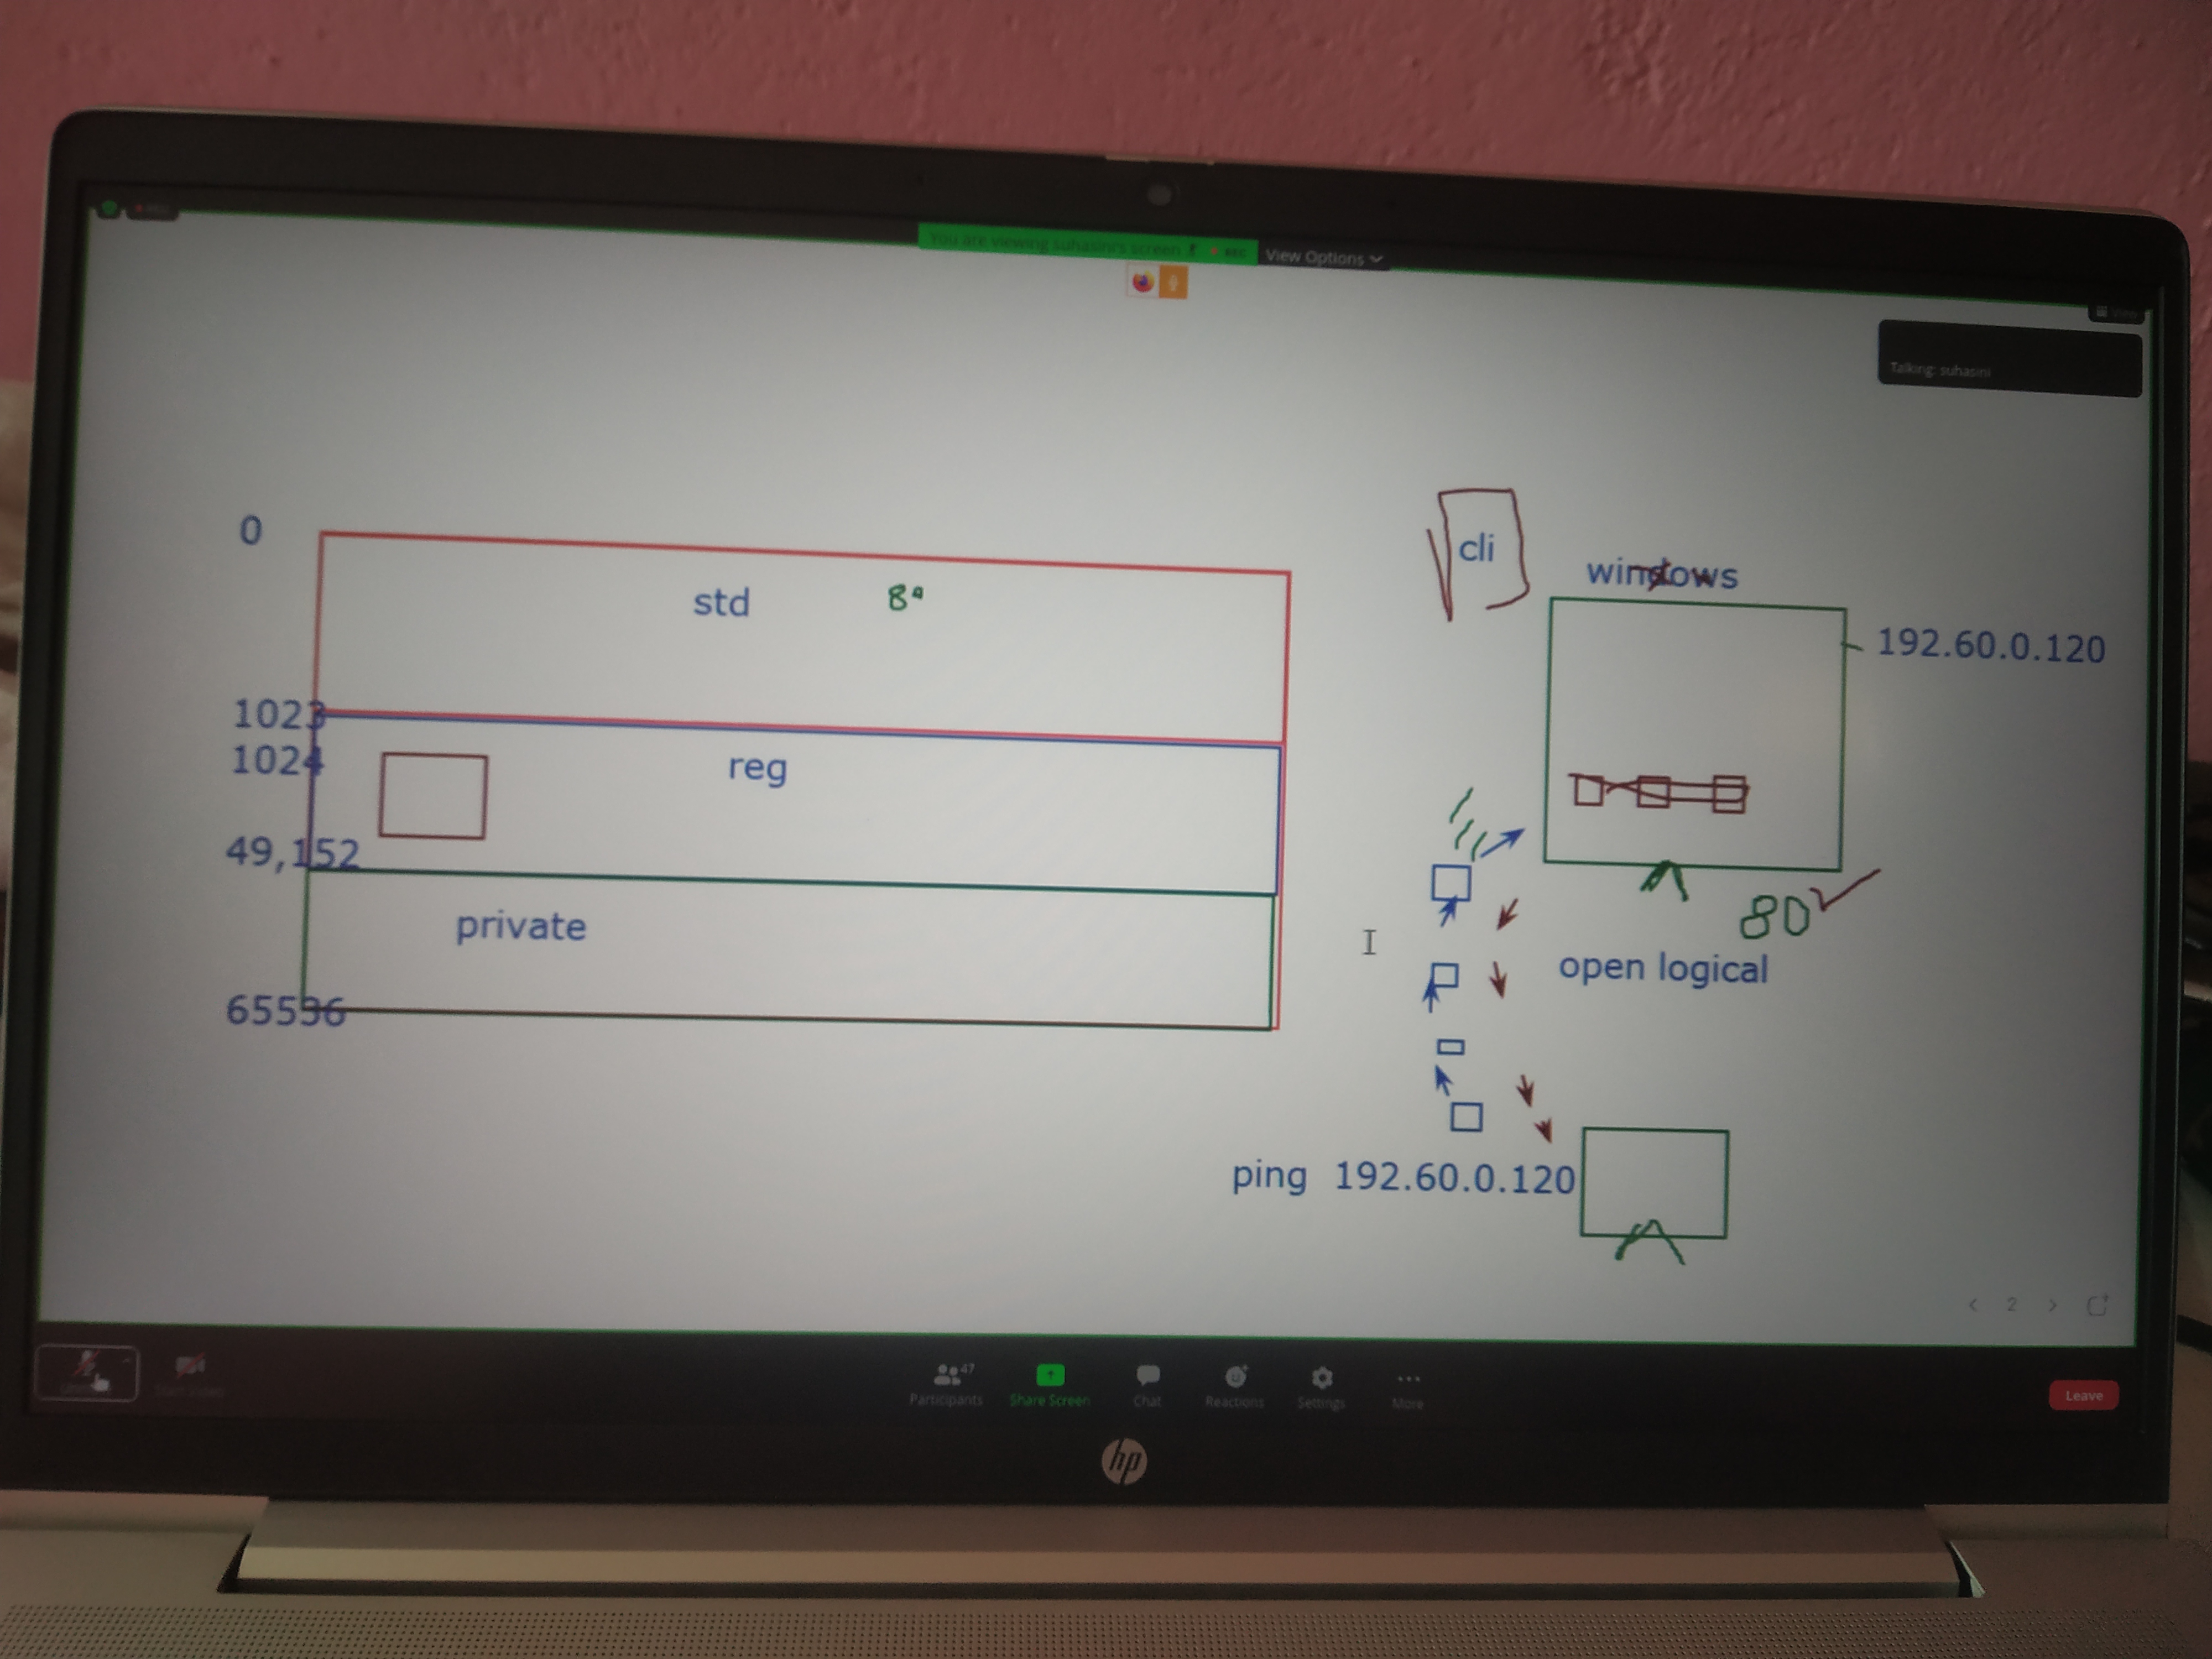 You are viewing suhasini's screen
REC
View Options
View
Talking: suhasini
0
std
80
1023
1024
reg
49,152
private
65536
cli
windows
192.60.0.120
80
open logical
ping 192.60.0.120
2
47
Participants
Share Screen
Chat
Reactions
Settings
More
Leave
hp